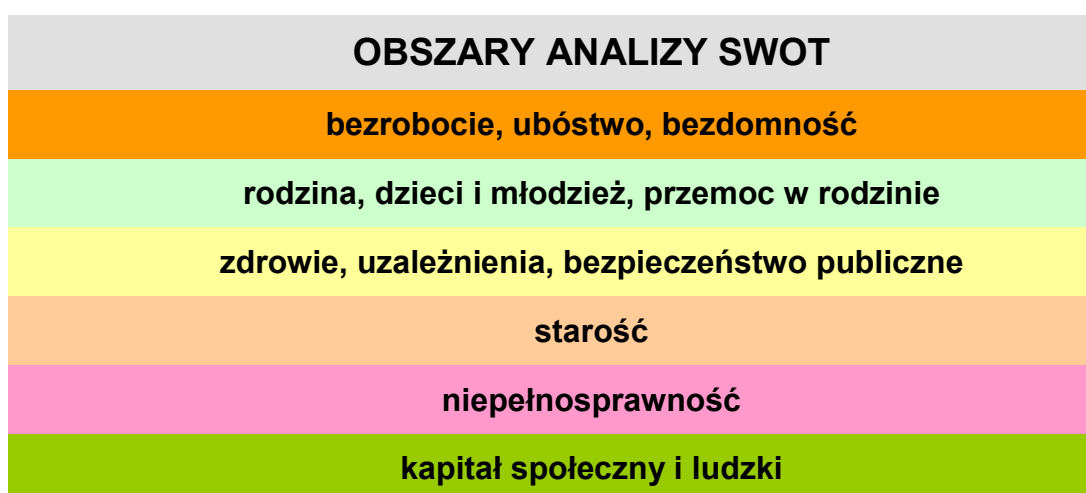 OBSZARY ANALIZY SWOT
bezrobocie, ubóstwo, bezdomność
rodzina, dzieci i młodzież, przemoc w rodzinie
zdrowie, uzależnienia, bezpieczeństwo publiczne
starość
niepełnosprawność
kapitał społeczny i ludzki